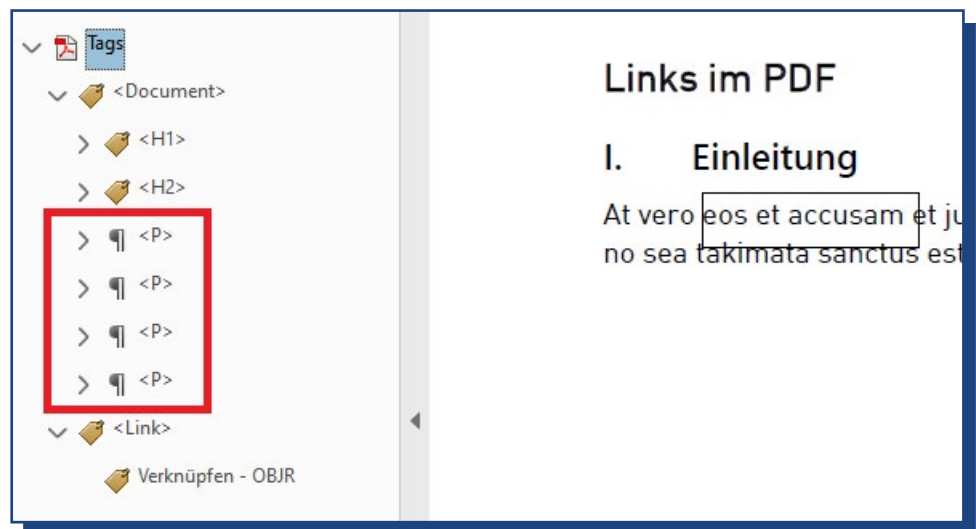 Tags
<Document>
<H1>
<H2>
<P>
<P>
<P>
<P>
<Link>
Verknüpfen - OBJR
Links im PDF
I. Einleitung
At vero eos et accusam et ju
no sea takimata sanctus est